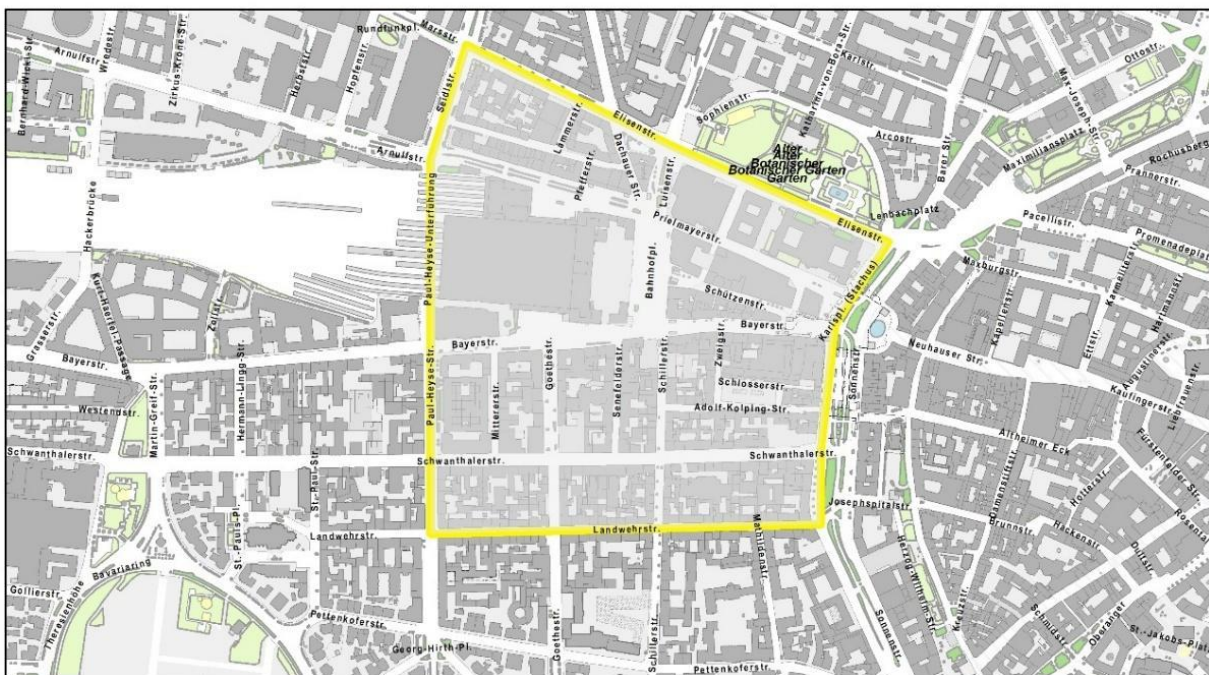 Rundfunkpl.
Marsstr.
Arnulfstr.
Wredestr.
Bernhard-Wicki-Str.
Zirkus-Krone-Str.
Herbststr.
Hopfenstr.
Seidlstr.
Arnulfstr.
Lämmerstr.
Elisenstr.
Sophienstr.
Karlstr.
Katharina-von-Bora-Str.
Max-Joseph-Str.
Ottostr.
Arcostr.
Barer Str.
Maximiliansplatz
Rochusberg
Prannerstr.
Pacellistr.
Promenadeplatz
Lenbachplatz
Alter
Alter
Botanischer
Botanischer Garten
Garten
Elisenstr.
Dachauer Str.
Pfefferstr.
Luisenstr.
Prielmayerstr.
Hackerbrücke
Paul-Heyse-Unterführung
Bahnhofpl.
Schützenstr.
Karlspl. (Stachus)
Maxburgstr.
Kapellenstr.
Karmeliterstr.
Hartmannstr.
Ettstr.
Augustinerstr.
Liebfrauenstr.
Neuhauser Str.
Kaufingerstr.
Grasserstr.
Kurt-Haertel-Passage
Zollstr.
Bayerstr.
Bayerstr.
Bayerstr.
Westendstr.
Martin-Greif-Str.
Hermann-Lingg-Str.
Paul-Heyse-Str.
Mittererstr.
Goethestr.
Senefelderstr.
Schillerstr.
Zweigstr.
Schlosserstr.
Adolf-Kolping-Str.
Sonnenstr.
Altheimer Eck
Fürstenfelder Str.
Schwanthalerstr.
Schwanthalerstr.
Schwanthalerstr.
St.-Paul-Str.
St.-Pauls-Pl.
Landwehrstr.
Landwehrstr.
Mathildenstr.
Josephspitalstr.
Damenstiftstr.
Brunnstr.
Hotterstr.
Hackenstr.
Rosental
Dultstr.
Herzog-Wilhelm-Str.
Kreuzstr.
Schmidstr.
Oberanger
St.-Jakobs-Platz
Sonnenstr.
Gollierstr.
Theresienhöhe
Bavariaring
Pettenkoferstr.
Georg-Hirth-Pl.
Goethestr.
Schillerstr.
Pettenkoferstr.